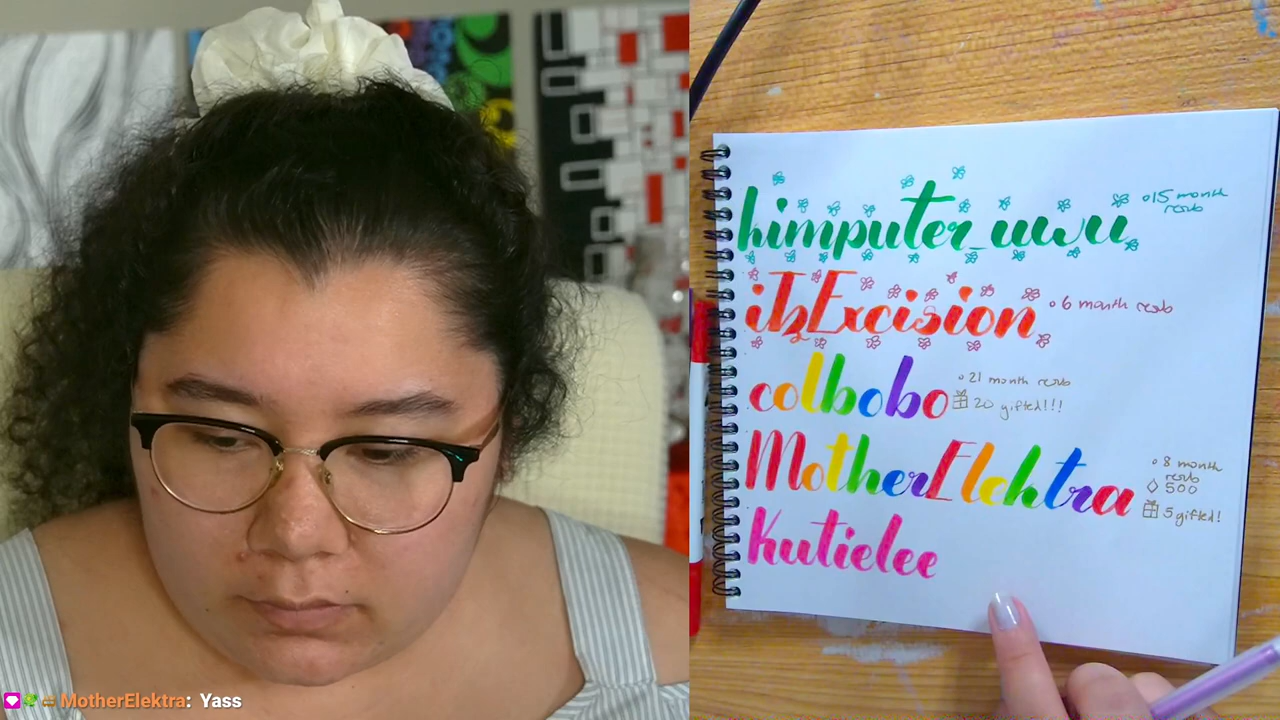 himputer_uwu
15 month resub
ibExcision
6 month resub
colbobo
21 month resub
20 gifted!!!
MotherElektra
8 month resub
500
5 gifted!
Kutielee
MotherElektra: Yass